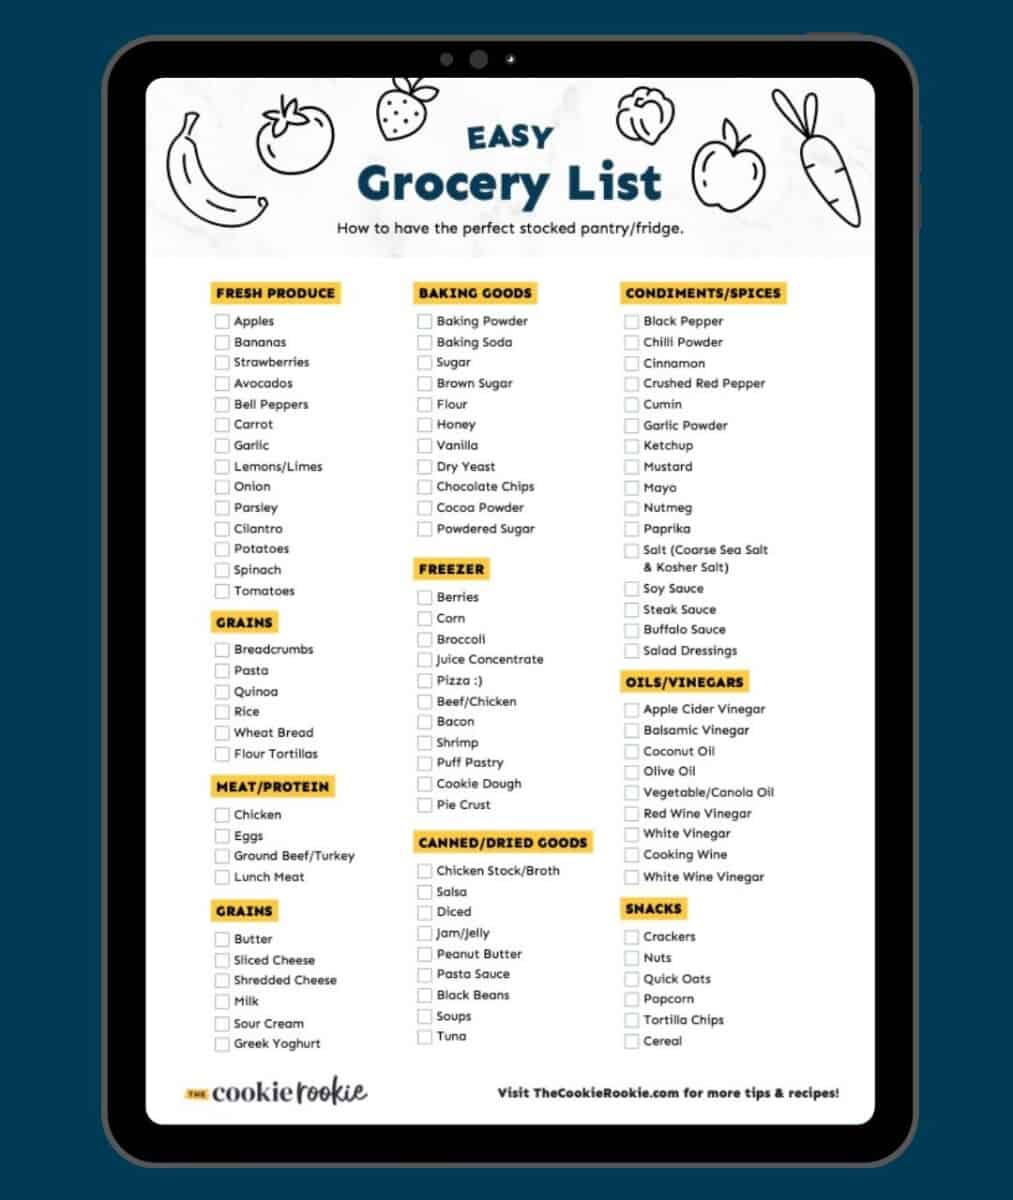 EASY
Grocery List
How to have the perfect stocked pantry/fridge.
FRESH PRODUCE
Apples
Bananas
Strawberries
Avocados
Bell Peppers
Carrot
Garlic
Lemons/Limes
Onion
Parsley
Cilantro
Potatoes
Spinach
Tomatoes
GRAINS
Breadcrumbs
Pasta
Quinoa
Rice
Wheat Bread
Flour Tortillas
MEAT/PROTEIN
Chicken
Eggs
Ground Beef/Turkey
Lunch Meat
GRAINS
Butter
Sliced Cheese
Shredded Cheese
Milk
Sour Cream
Greek Yoghurt
BAKING GOODS
Baking Powder
Baking Soda
Sugar
Brown Sugar
Flour
Honey
Vanilla
Dry Yeast
Chocolate Chips
Cocoa Powder
Powdered Sugar
FREEZER
Berries
Corn
Broccoli
Juice Concentrate
Pizza :)
Beef/Chicken
Bacon
Shrimp
Puff Pastry
Cookie Dough
Pie Crust
CANNED/DRIED GOODS
Chicken Stock/Broth
Salsa
Diced
Jam/Jelly
Peanut Butter
Pasta Sauce
Black Beans
Soups
Tuna
CONDIMENTS/SPICES
Black Pepper
Chilli Powder
Cinnamon
Crushed Red Pepper
Cumin
Garlic Powder
Ketchup
Mustard
Mayo
Nutmeg
Paprika
Salt (Coarse Sea Salt
& Kosher Salt)
Soy Sauce
Steak Sauce
Buffalo Sauce
Salad Dressings
OILS/VINEGARS
Apple Cider Vinegar
Balsamic Vinegar
Coconut Oil
Olive Oil
Vegetable/Canola Oil
Red Wine Vinegar
White Vinegar
Cooking Wine
White Wine Vinegar
SNACKS
Crackers
Nuts
Quick Oats
Popcorn
Tortilla Chips
Cereal
THE cookie rookie
Visit TheCookieRookie.com for more tips & recipes!